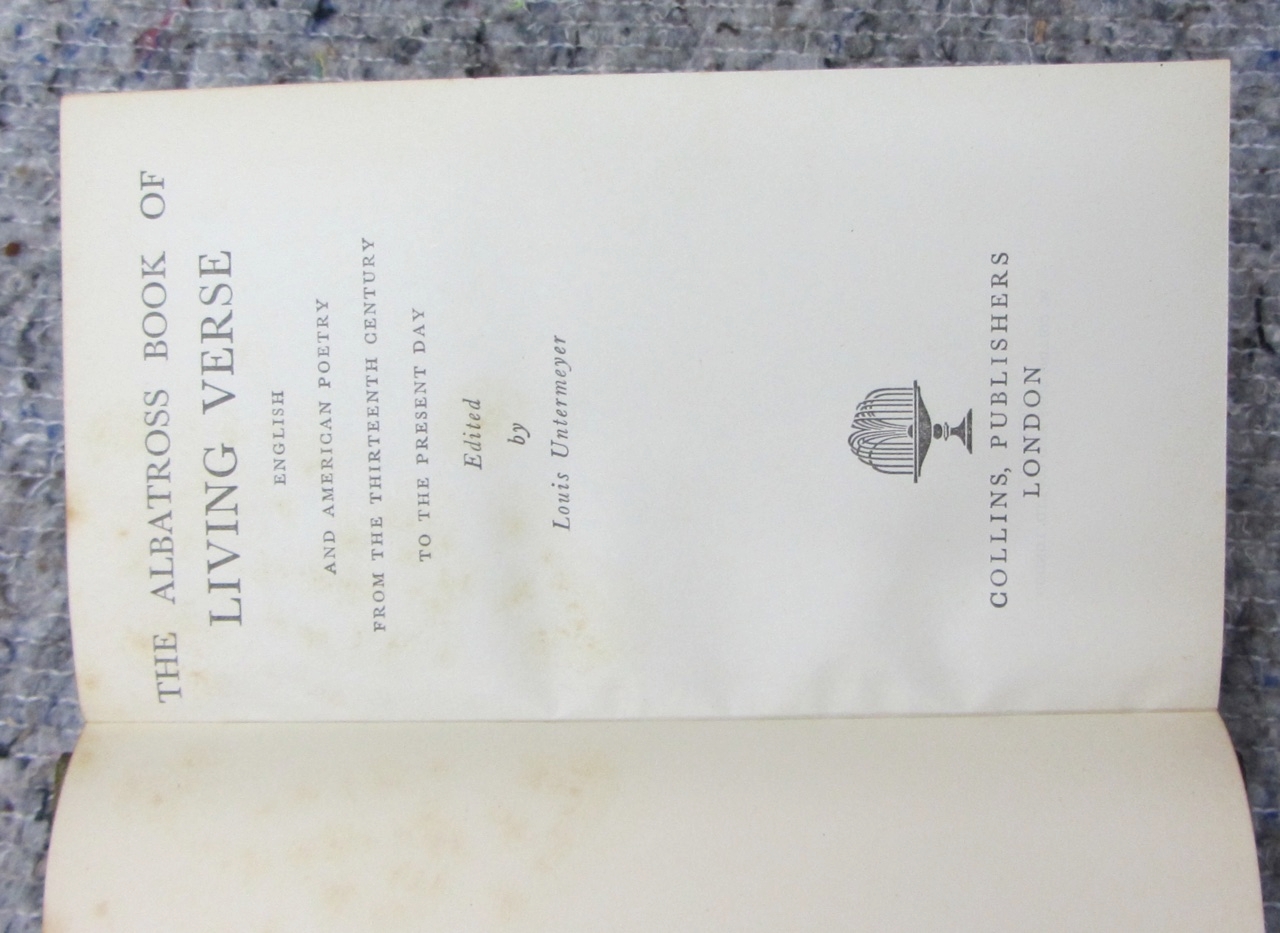 THE ALBATROSS BOOK OF
LIVING VERSE
ENGLISH
AND AMERICAN POETRY
FROM THE THIRTEENTH CENTURY
TO THE PRESENT DAY
Edited
by
Louis Untermeyer
COLLINS, PUBLISHERS
LONDON